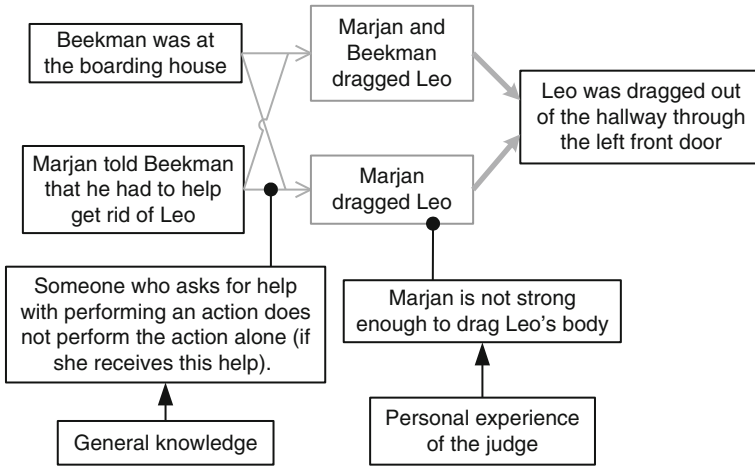 Beekman was at
the boarding house
Marjan and
Beekman
dragged Leo
Leo was dragged out
of the hallway through
the left front door
Marjan told Beekman
that he had to help
get rid of Leo
Marjan
dragged Leo
Someone who asks for help
with performing an action does
not perform the action alone (if
she receives this help).
Marjan is not strong
enough to drag Leo's body
General knowledge
Personal experience
of the judge